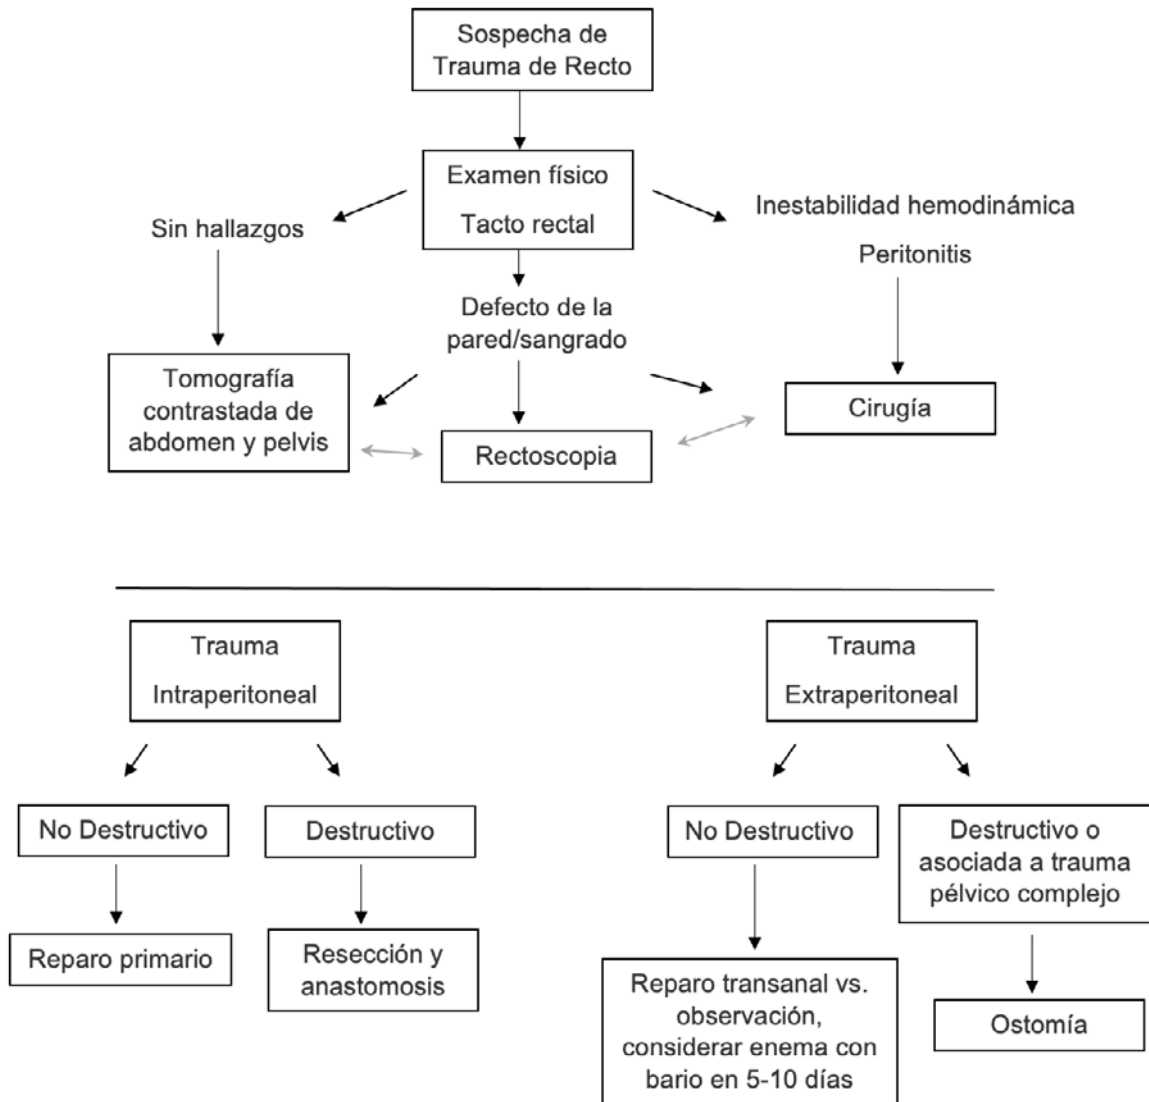 Sospecha de
Trauma de Recto
Examen físico
Tacto rectal
Sin hallazgos
Inestabilidad hemodinámica
Peritonitis
Defecto de la
pared/sangrado
Tomografía
contrastada de
abdomen y pelvis
Rectoscopia
Cirugía
Trauma
Intraperitoneal
Trauma
Extraperitoneal
No Destructivo
Destructivo
No Destructivo
Destructivo o
asociada a trauma
pélvico complejo
Reparo primario
Resección y
anastomosis
Reparo transanal vs.
observación,
considerar enema con
bario en 5-10 días
Ostomía